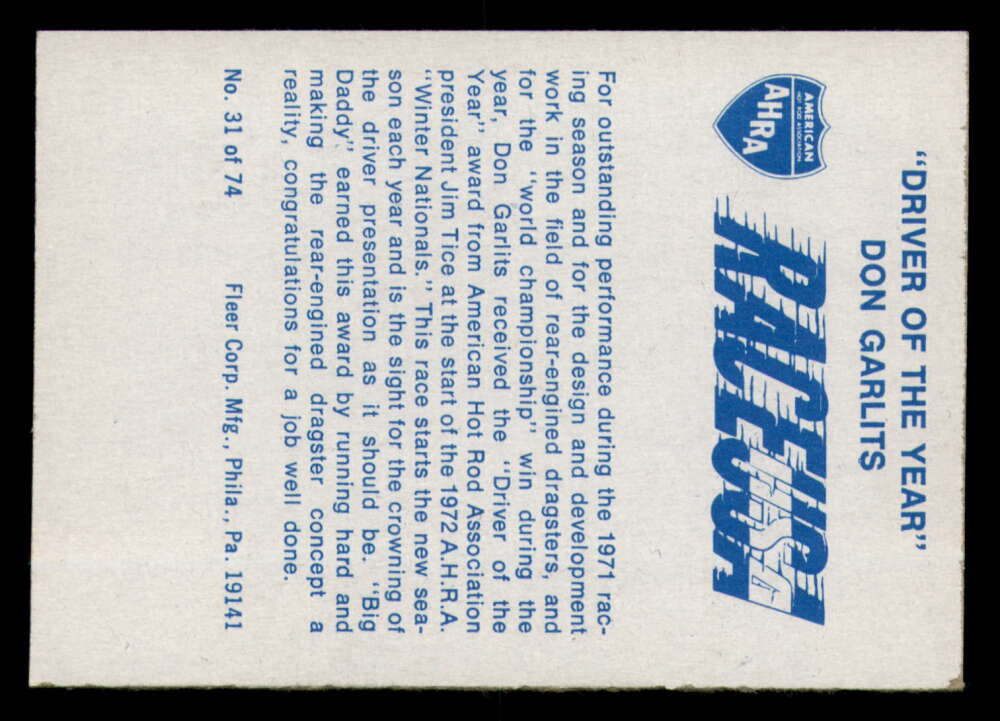 "DRIVER OF THE YEAR"
DON GARLITS
AMERICAN
HOT ROD ASSOCIATION
AHRA
RACE USA
For outstanding performance during the 1971 rac-
ing season and for the design and development
work in the field of rear-engined dragsters, and
for the "world championship" win during the
year, Don Garlits received the "Driver of the
Year" award from American Hot Rod Association
president Jim Tice at the start of the 1972 A.H.R.A.
"Winter Nationals." This race starts the new sea-
son each year and is the sight for the crowning of
the driver presentation as it should be. "Big
Daddy" earned this award by running hard and
making the rear-engined dragster concept a
reality, congratulations for a job well done.
No. 31 of 74 Fleer Corp. Mfg., Phila., Pa. 19141